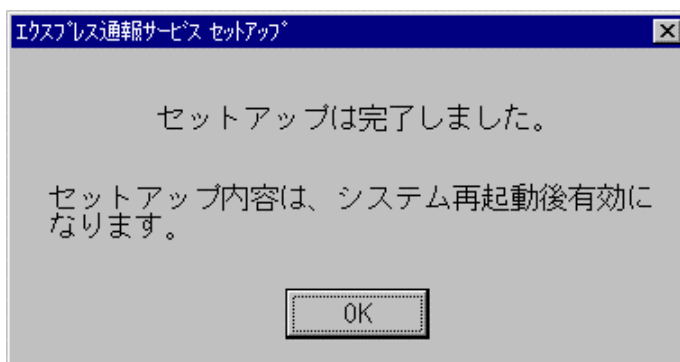 ｴｸｽﾌﾟﾚｽ通報ｻｰﾋﾞｽ ｾｯﾄｱｯﾌﾟ
セットアップは完了しました。
セットアップ内容は、システム再起動後有効に
なります。
OK